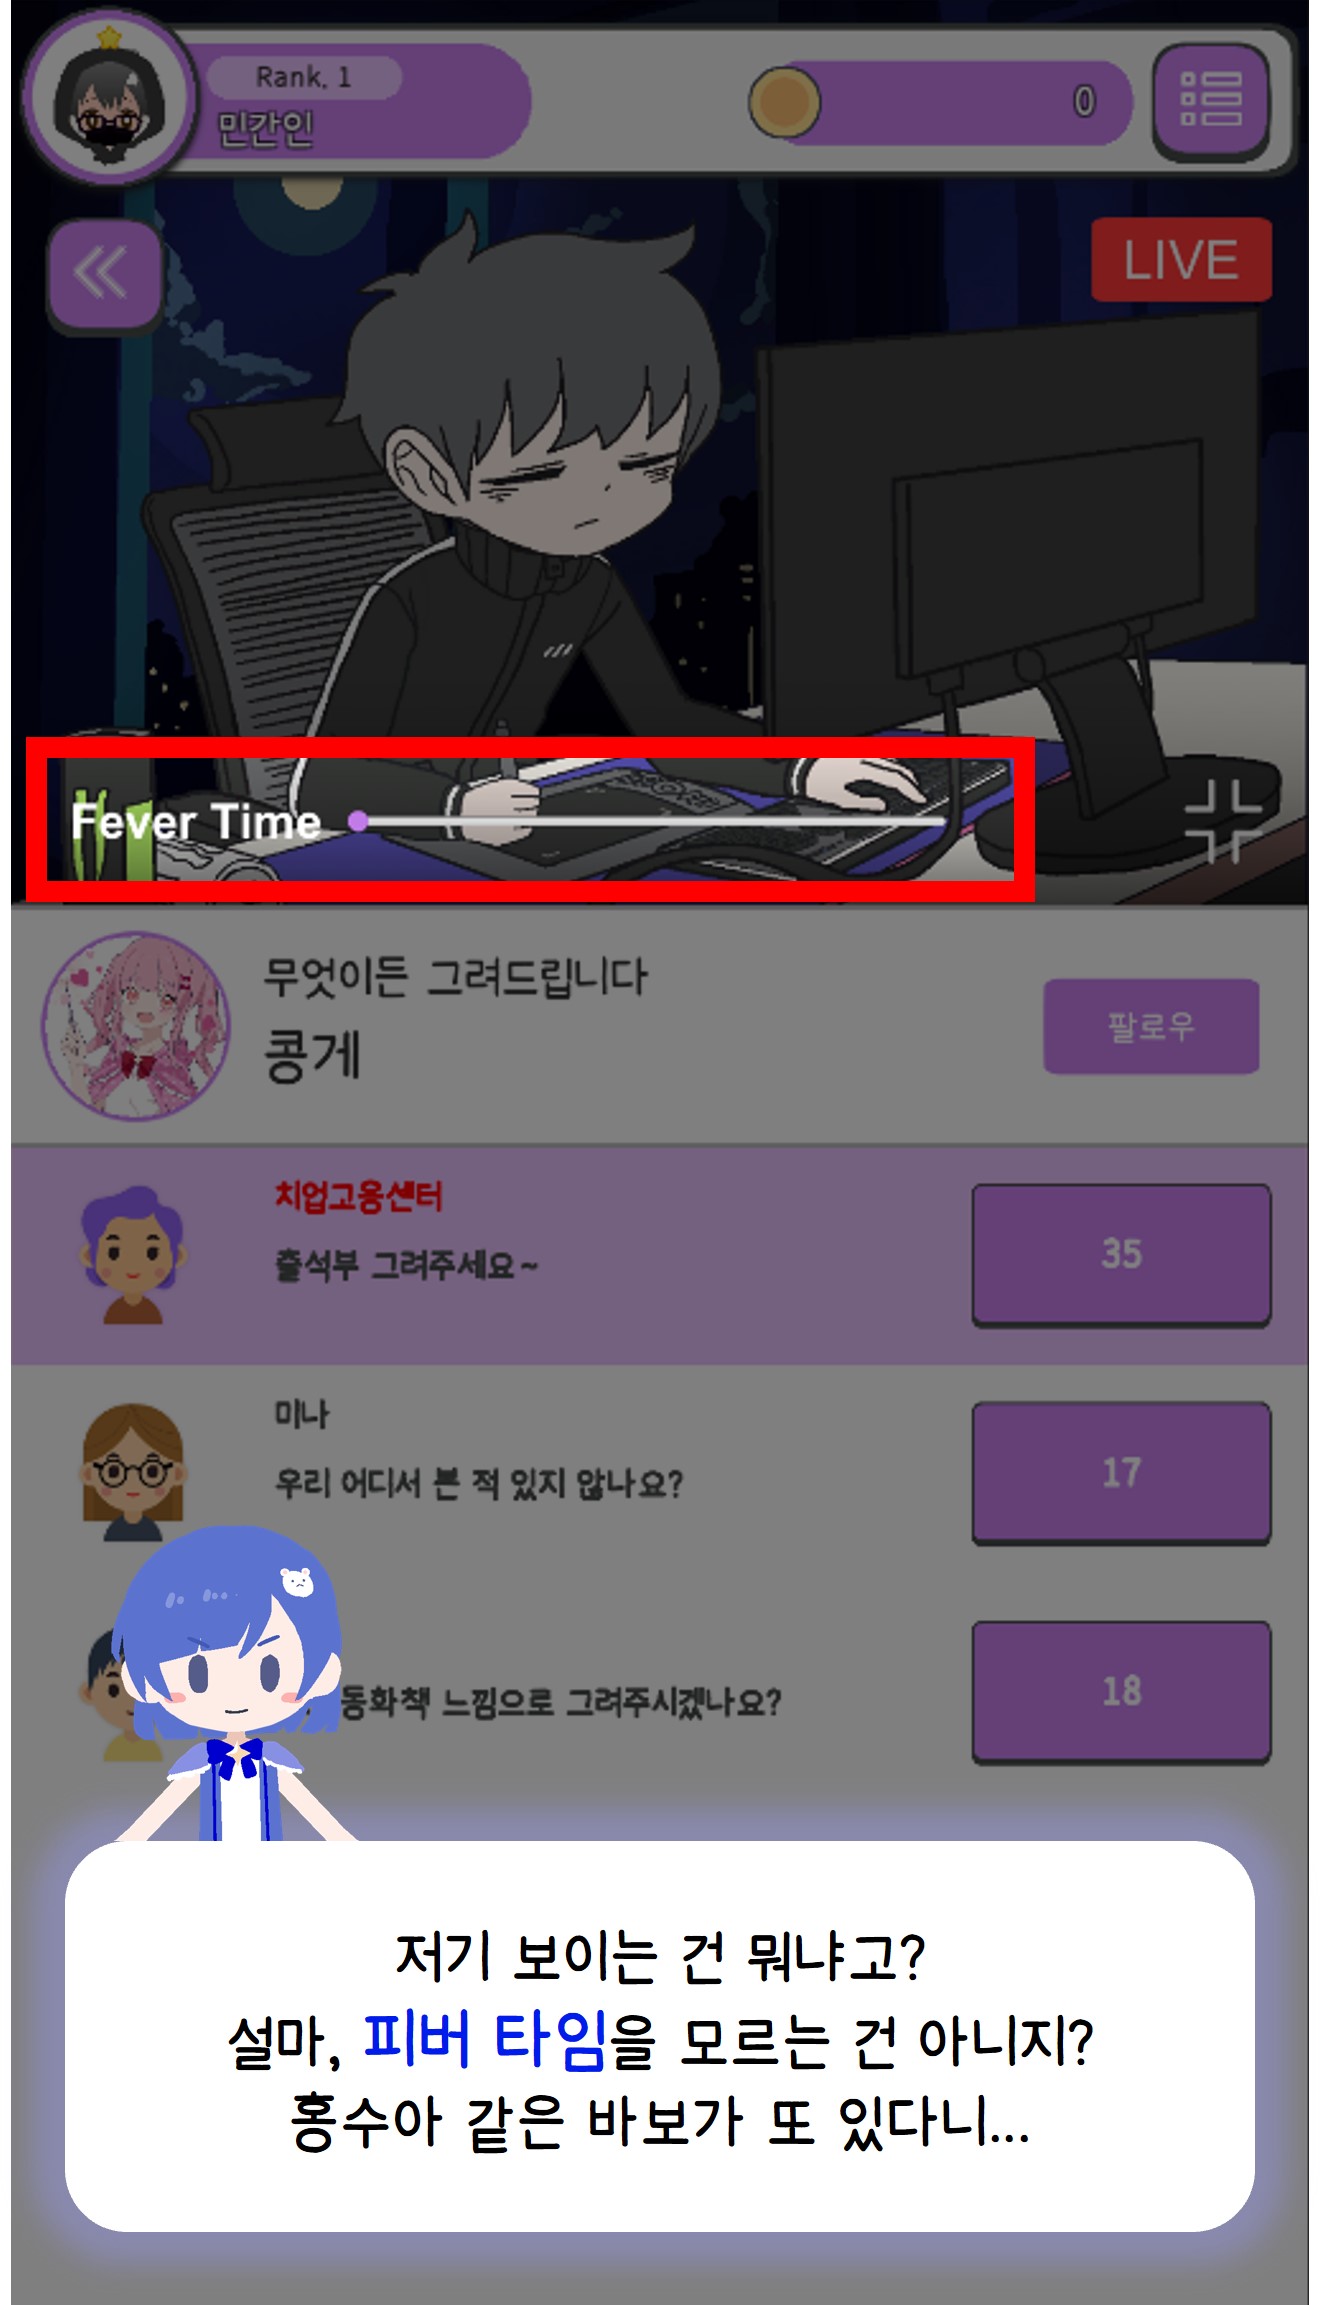 Rank. 1
민간인
0
LIVE
Fever Time
무엇이든 그려드립니다
콩게
팔로우
치업고용센터
출석부 그려주세요~
35
미나
우리 어디서 본 적 있지 않나요?
17
동화책 느낌으로 그려주시겠나요?
18
저기 보이는 건 뭐냐고?
설마, 피버 타임을 모르는 건 아니지?
홍수아 같은 바보가 또 있다니...